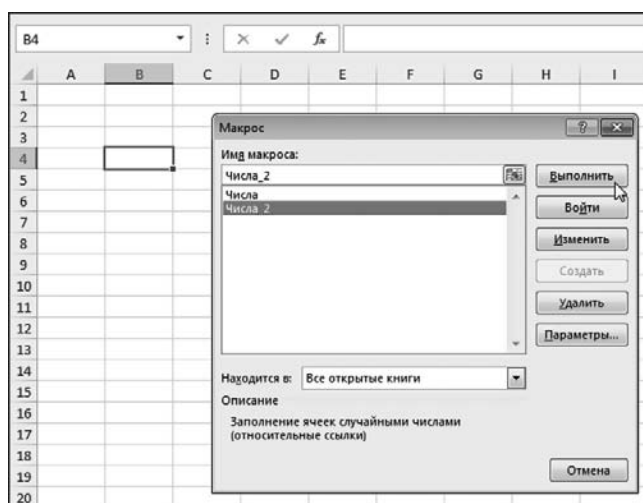 B4
fx
A B C D E F G H I
1
2
3
4
5
6
7
8
9
10
11
12
13
14
15
16
17
18
19
20
Макрос
?
Имя макроса:
Числа_2
Числа
Числа_2
Выполнить
Войти
Изменить
Создать
Удалить
Параметры...
Находится в: Все открытые книги
Описание
Заполнение ячеек случайными числами
(относительные ссылки)
Отмена